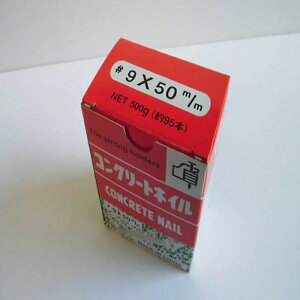 #9X50m/m
NET 500g (約95本)
The strong holders
コンクリートネイル
CONCRETE NAIL